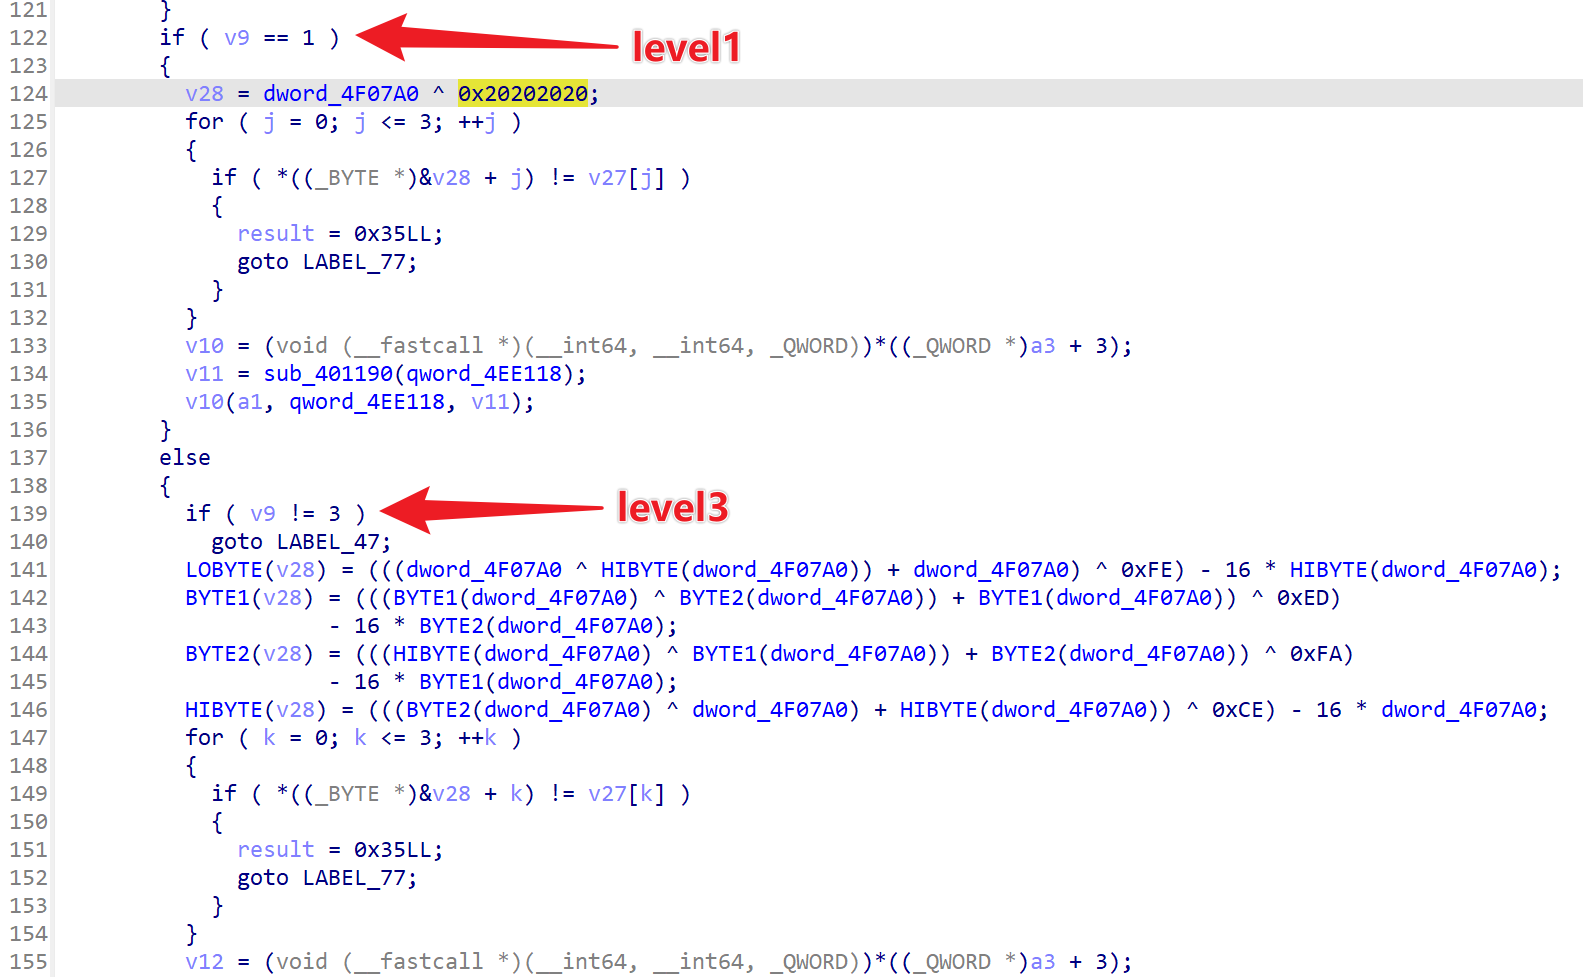 121 }
122 if ( v9 == 1 ) level1
123 {
124 v28 = dword_4F07A0 ^ 0x20202020;
125 for ( j = 0; j <= 3; ++j )
126 {
127 if ( *((_BYTE *)&v28 + j) != v27[j] )
128 {
129 result = 0x35LL;
130 goto LABEL_77;
131 }
132 }
133 v10 = (void (__fastcall *)(__int64, __int64, _QWORD))*((_QWORD *)a3 + 3);
134 v11 = sub_401190(qword_4EE118);
135 v10(a1, qword_4EE118, v11);
136 }
137 else
138 {
139 if ( v9 != 3 ) level3
140 goto LABEL_47;
141 LOBYTE(v28) = (((dword_4F07A0 ^ HIBYTE(dword_4F07A0)) + dword_4F07A0) ^ 0xFE) - 16 * HIBYTE(dword_4F07A0);
142 BYTE1(v28) = (((BYTE1(dword_4F07A0) ^ BYTE2(dword_4F07A0)) + BYTE1(dword_4F07A0)) ^ 0xED)
143 - 16 * BYTE2(dword_4F07A0);
144 BYTE2(v28) = (((HIBYTE(dword_4F07A0) ^ BYTE1(dword_4F07A0)) + BYTE2(dword_4F07A0)) ^ 0xFA)
145 - 16 * BYTE1(dword_4F07A0);
146 HIBYTE(v28) = (((BYTE2(dword_4F07A0) ^ dword_4F07A0) + HIBYTE(dword_4F07A0)) ^ 0xCE) - 16 * dword_4F07A0;
147 for ( k = 0; k <= 3; ++k )
148 {
149 if ( *((_BYTE *)&v28 + k) != v27[k] )
150 {
151 result = 0x35LL;
152 goto LABEL_77;
153 }
154 }
155 v12 = (void (__fastcall *)(__int64, __int64, _QWORD))*((_QWORD *)a3 + 3);